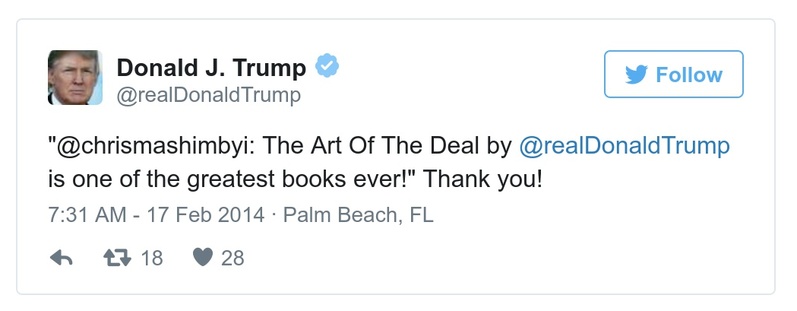 Donald J. Trump
@realDonaldTrump
Follow
"@chrismashimbyi: The Art Of The Deal by @realDonaldTrump
is one of the greatest books ever!" Thank you!
7:31 AM - 17 Feb 2014 · Palm Beach, FL
18 28